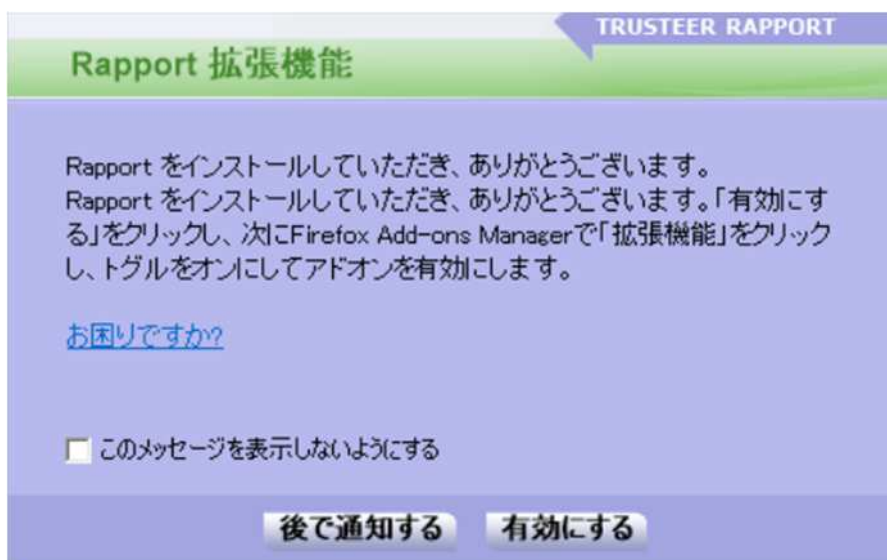 TRUSTEER RAPPORT
Rapport 拡張機能
Rapport をインストールしていただき、ありがとうございます。
Rapport をインストールしていただき、ありがとうございます。「有効にす
る」をクリックし、次にFirefox Add-ons Managerで「拡張機能」をクリック
し、トグルをオンにしてアドオンを有効にします。
お困りですか?
このメッセージを表示しないようにする
後で通知する 有効にする